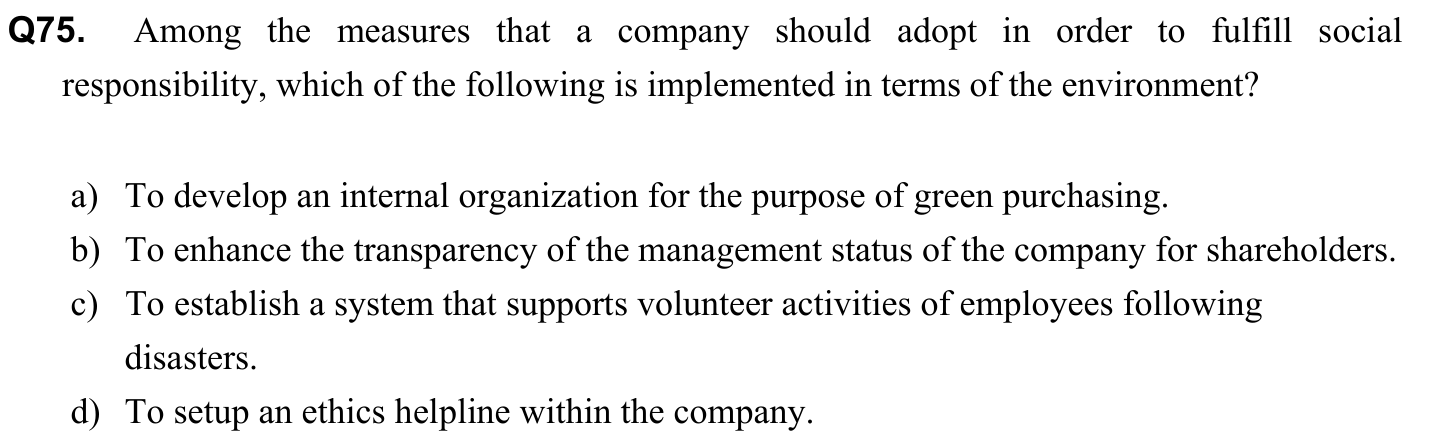 Q75. Among the measures that a company should adopt in order to fulfill social
responsibility, which of the following is implemented in terms of the environment?
a) To develop an internal organization for the purpose of green purchasing.
b) To enhance the transparency of the management status of the company for shareholders.
c) To establish a system that supports volunteer activities of employees following
disasters.
d) To setup an ethics helpline within the company.